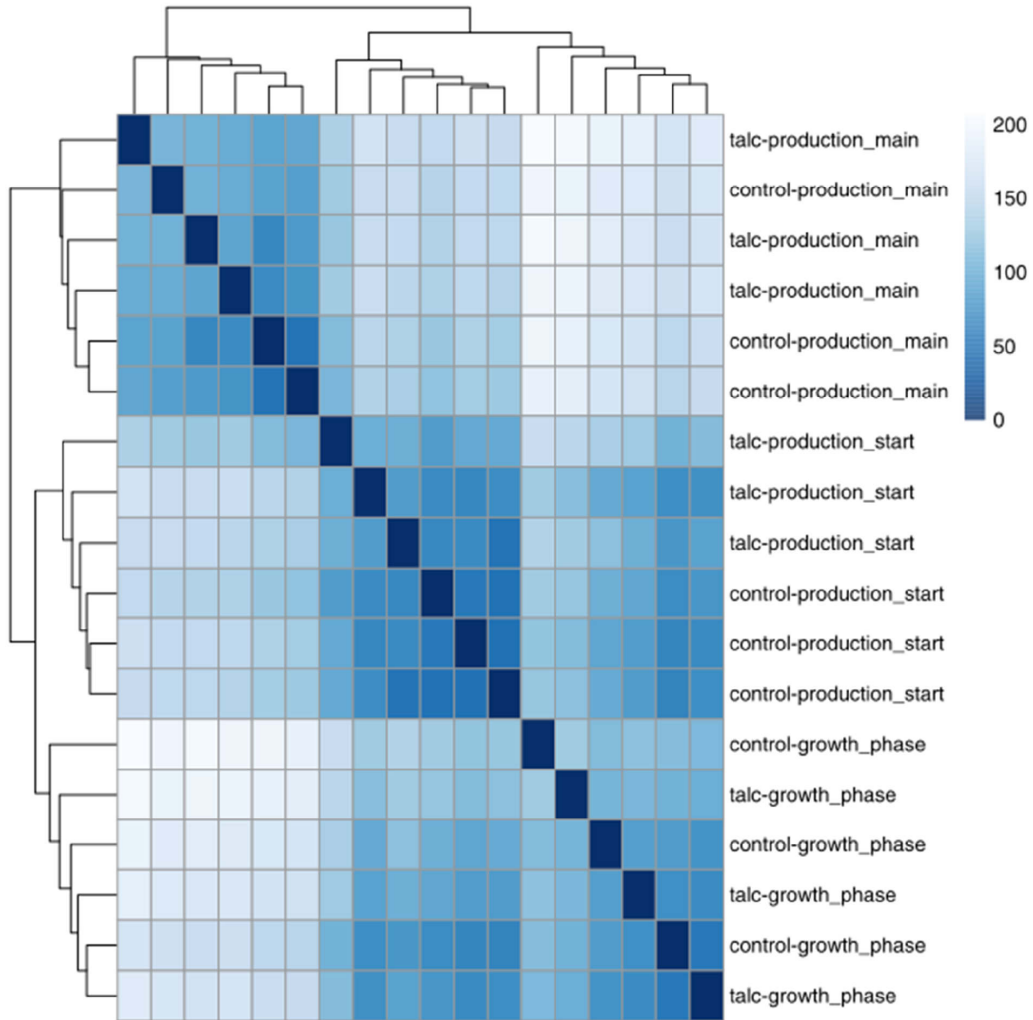 talc-production_main
control-production_main
talc-production_main
talc-production_main
control-production_main
control-production_main
talc-production_start
talc-production_start
talc-production_start
control-production_start
control-production_start
control-production_start
control-growth_phase
talc-growth_phase
control-growth_phase
talc-growth_phase
control-growth_phase
talc-growth_phase
200
150
100
50
0